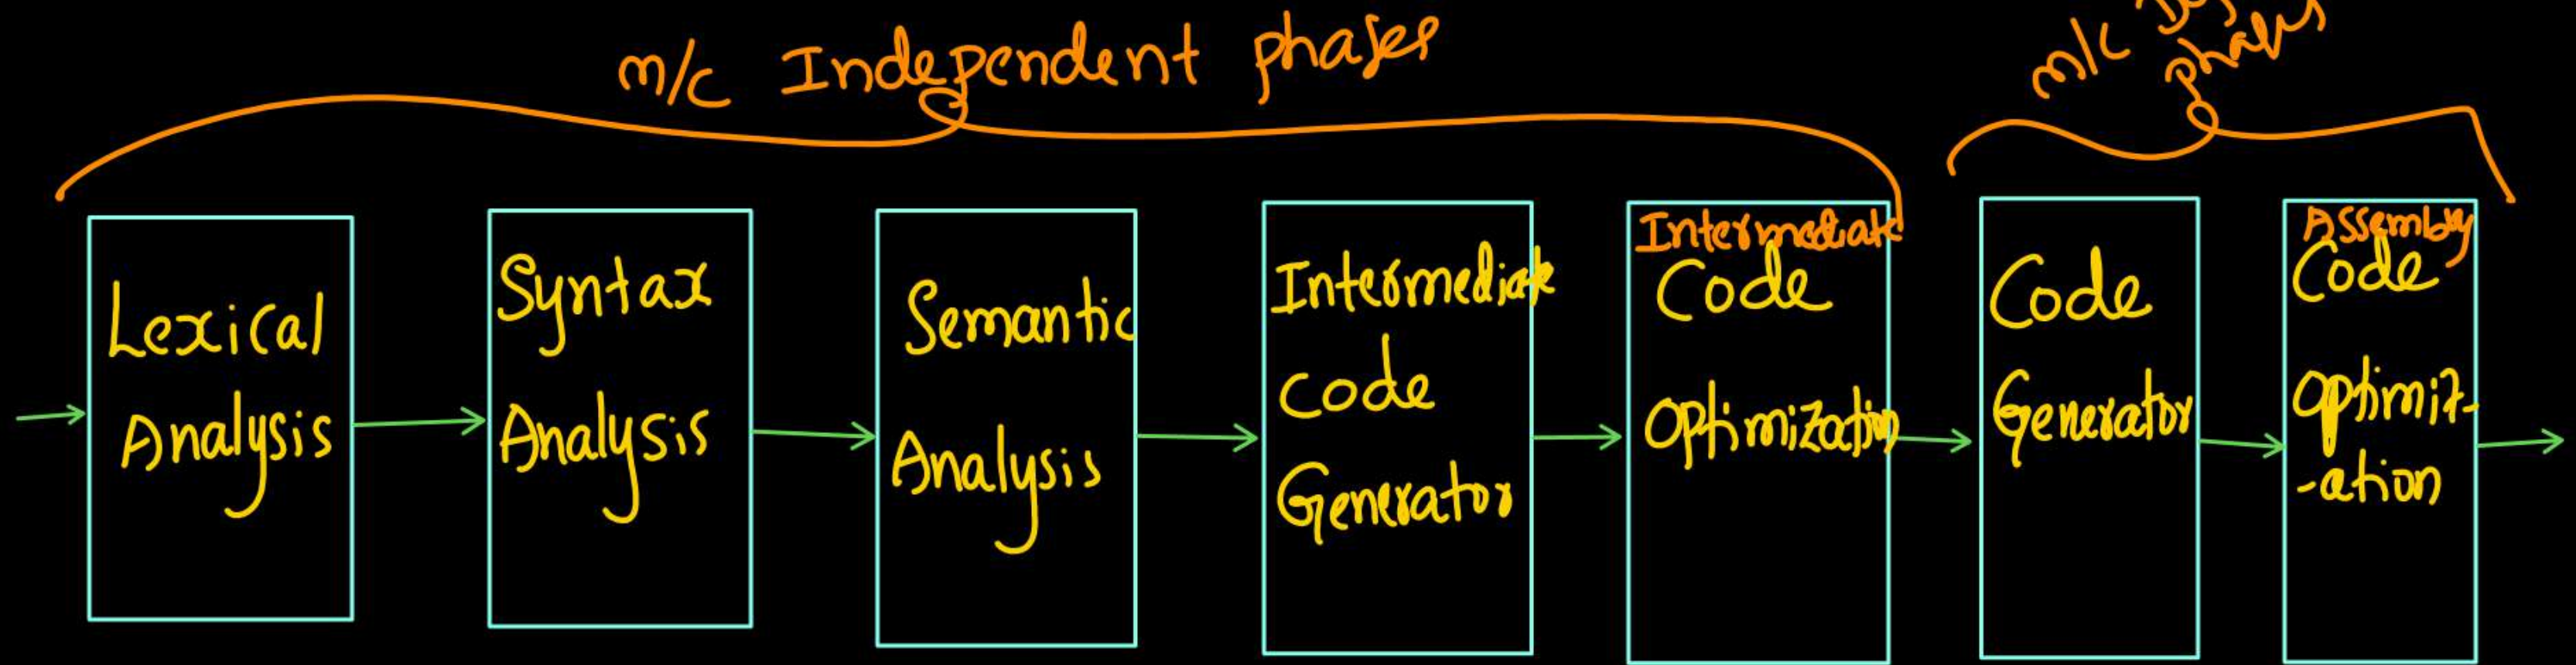 m/c Independent phases
m/c
phases
Lexical
Analysis
Syntax
Analysis
Semantic
Analysis
Intermediate
code
Generator
Intermediate
Code
Optimization
Code
Generator
Assembly
Code
Optimiz-
-ation